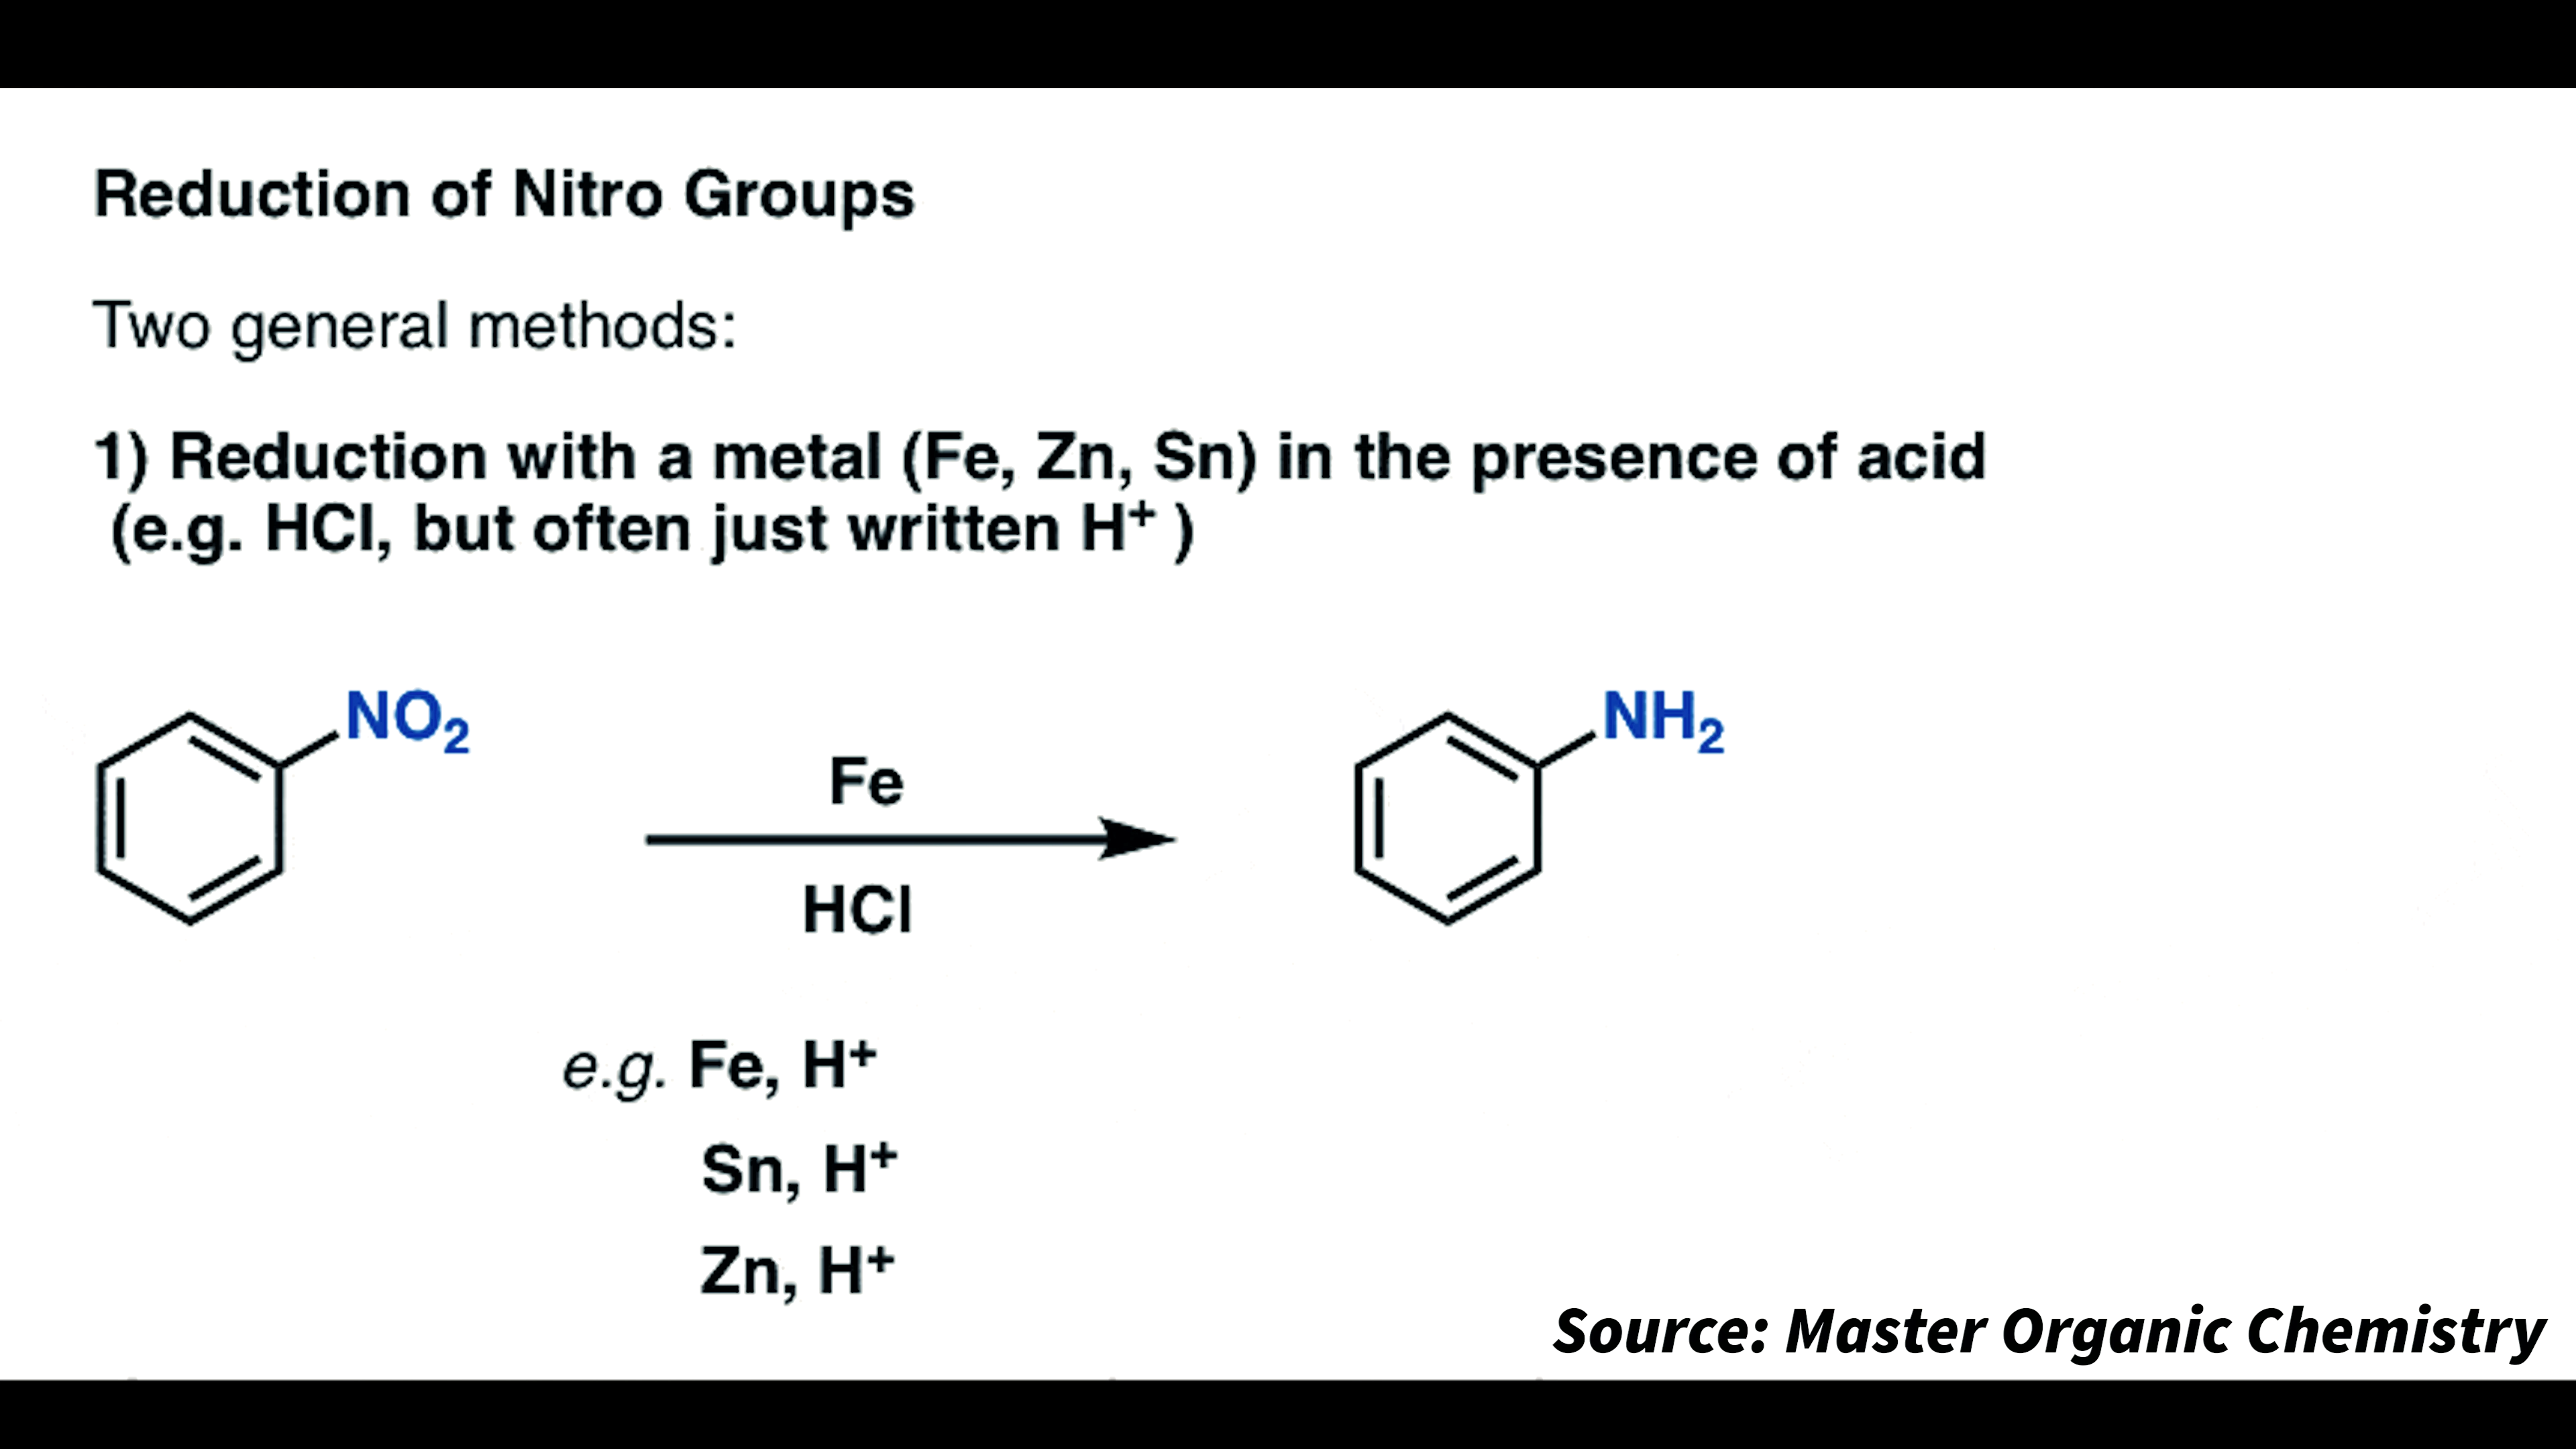 Reduction of Nitro Groups
Two general methods:
1) Reduction with a metal (Fe, Zn, Sn) in the presence of acid
(e.g. HCl, but often just written H⁺ )
NO₂
Fe
HCl
NH₂
e.g. Fe, H⁺
Sn, H⁺
Zn, H⁺
Source: Master Organic Chemistry